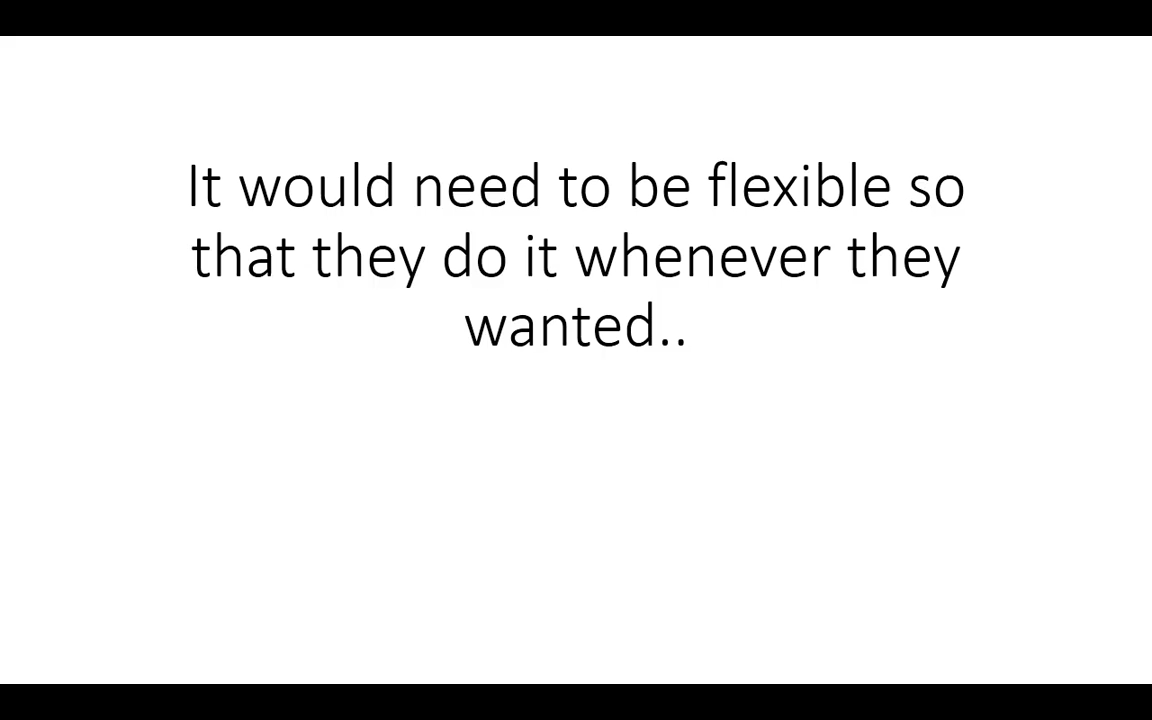 It would need to be flexible so
that they do it whenever they
wanted..